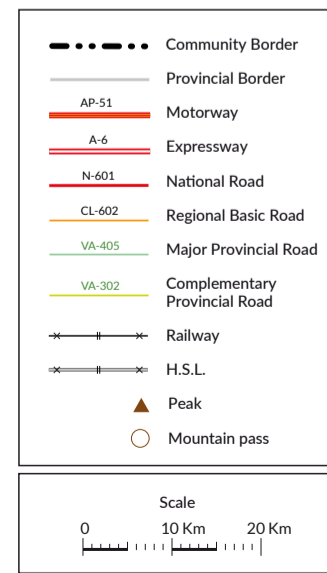 Community Border
Provincial Border
AP-51
Motorway
A-6
Expressway
N-601
National Road
CL-602
Regional Basic Road
VA-405
Major Provincial Road
VA-302
Complementary
Provincial Road
Railway
H.S.L.
Peak
Mountain pass
Scale
0 10 Km 20 Km